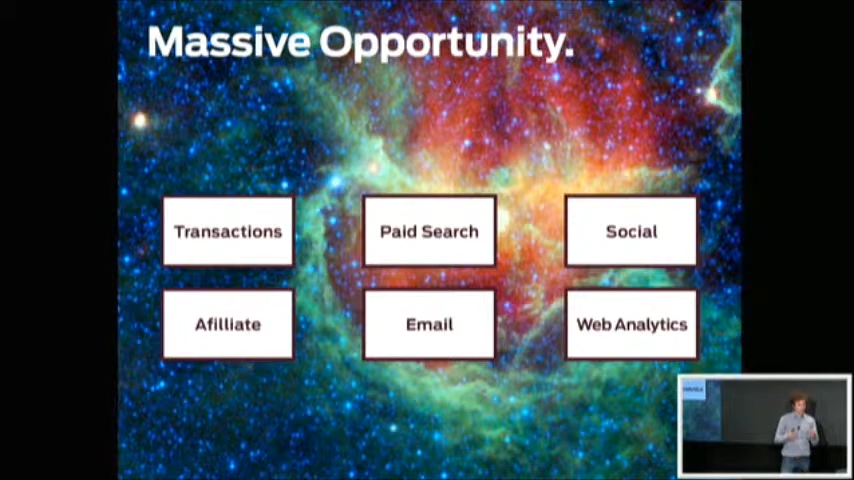 Massive Opportunity.
Transactions
Paid Search
Social
Afilliate
Email
Web Analytics